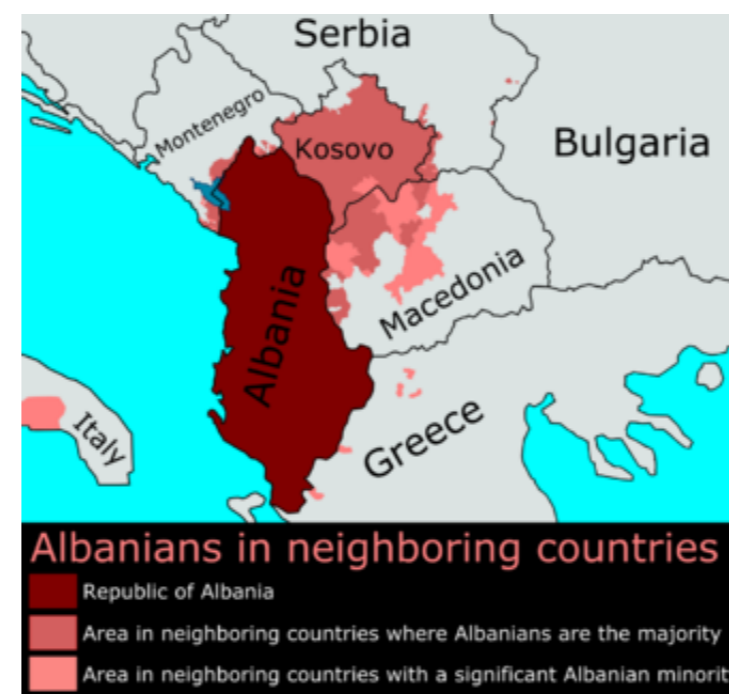 Serbia
Montenegro
Kosovo
Bulgaria
Albania
Macedonia
Italy
Greece
Albanians in neighboring countries
Republic of Albania
Area in neighboring countries where Albanians are the majority
Area in neighboring countries with a significant Albanian minorit